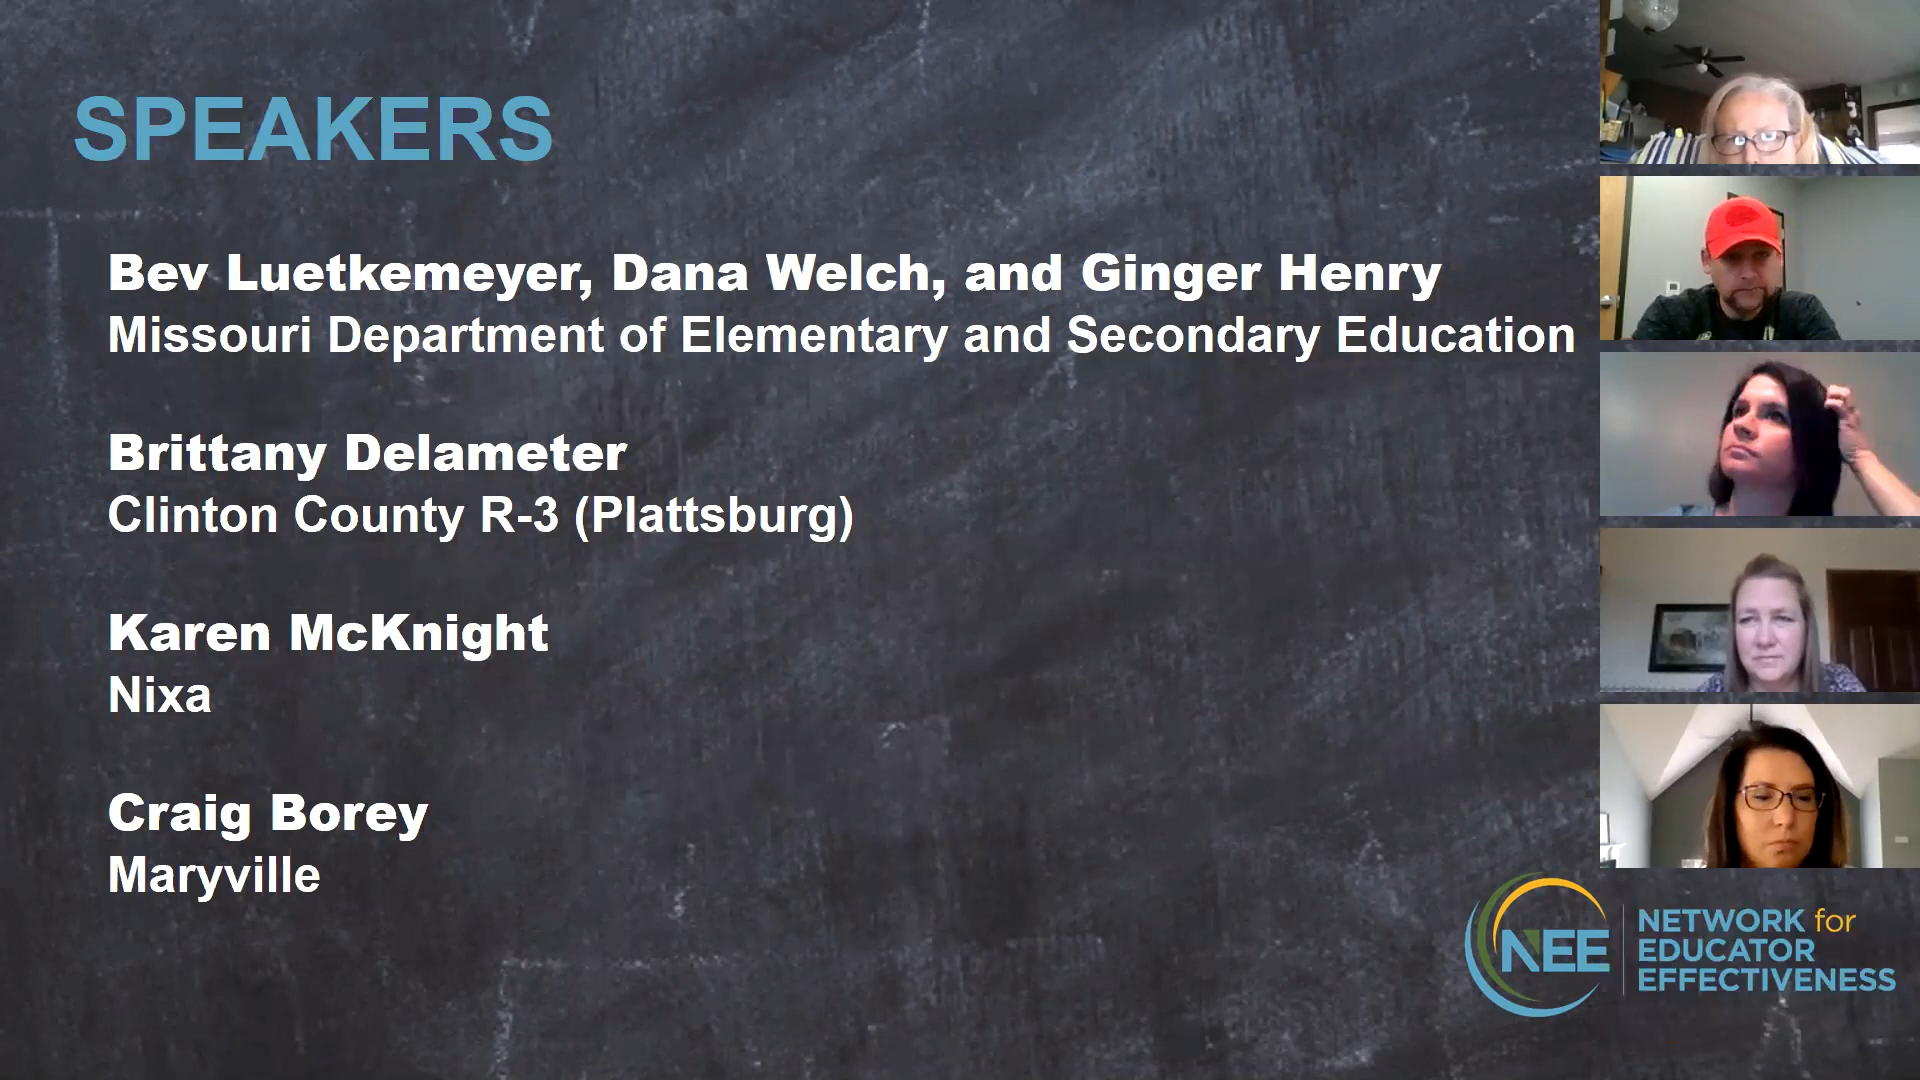 SPEAKERS
Bev Luetkemeyer, Dana Welch, and Ginger Henry
Missouri Department of Elementary and Secondary Education
Brittany Delameter
Clinton County R-3 (Plattsburg)
Karen McKnight
Nixa
Craig Borey
Maryville
NEE
NETWORK for
EDUCATOR
EFFECTIVENESS